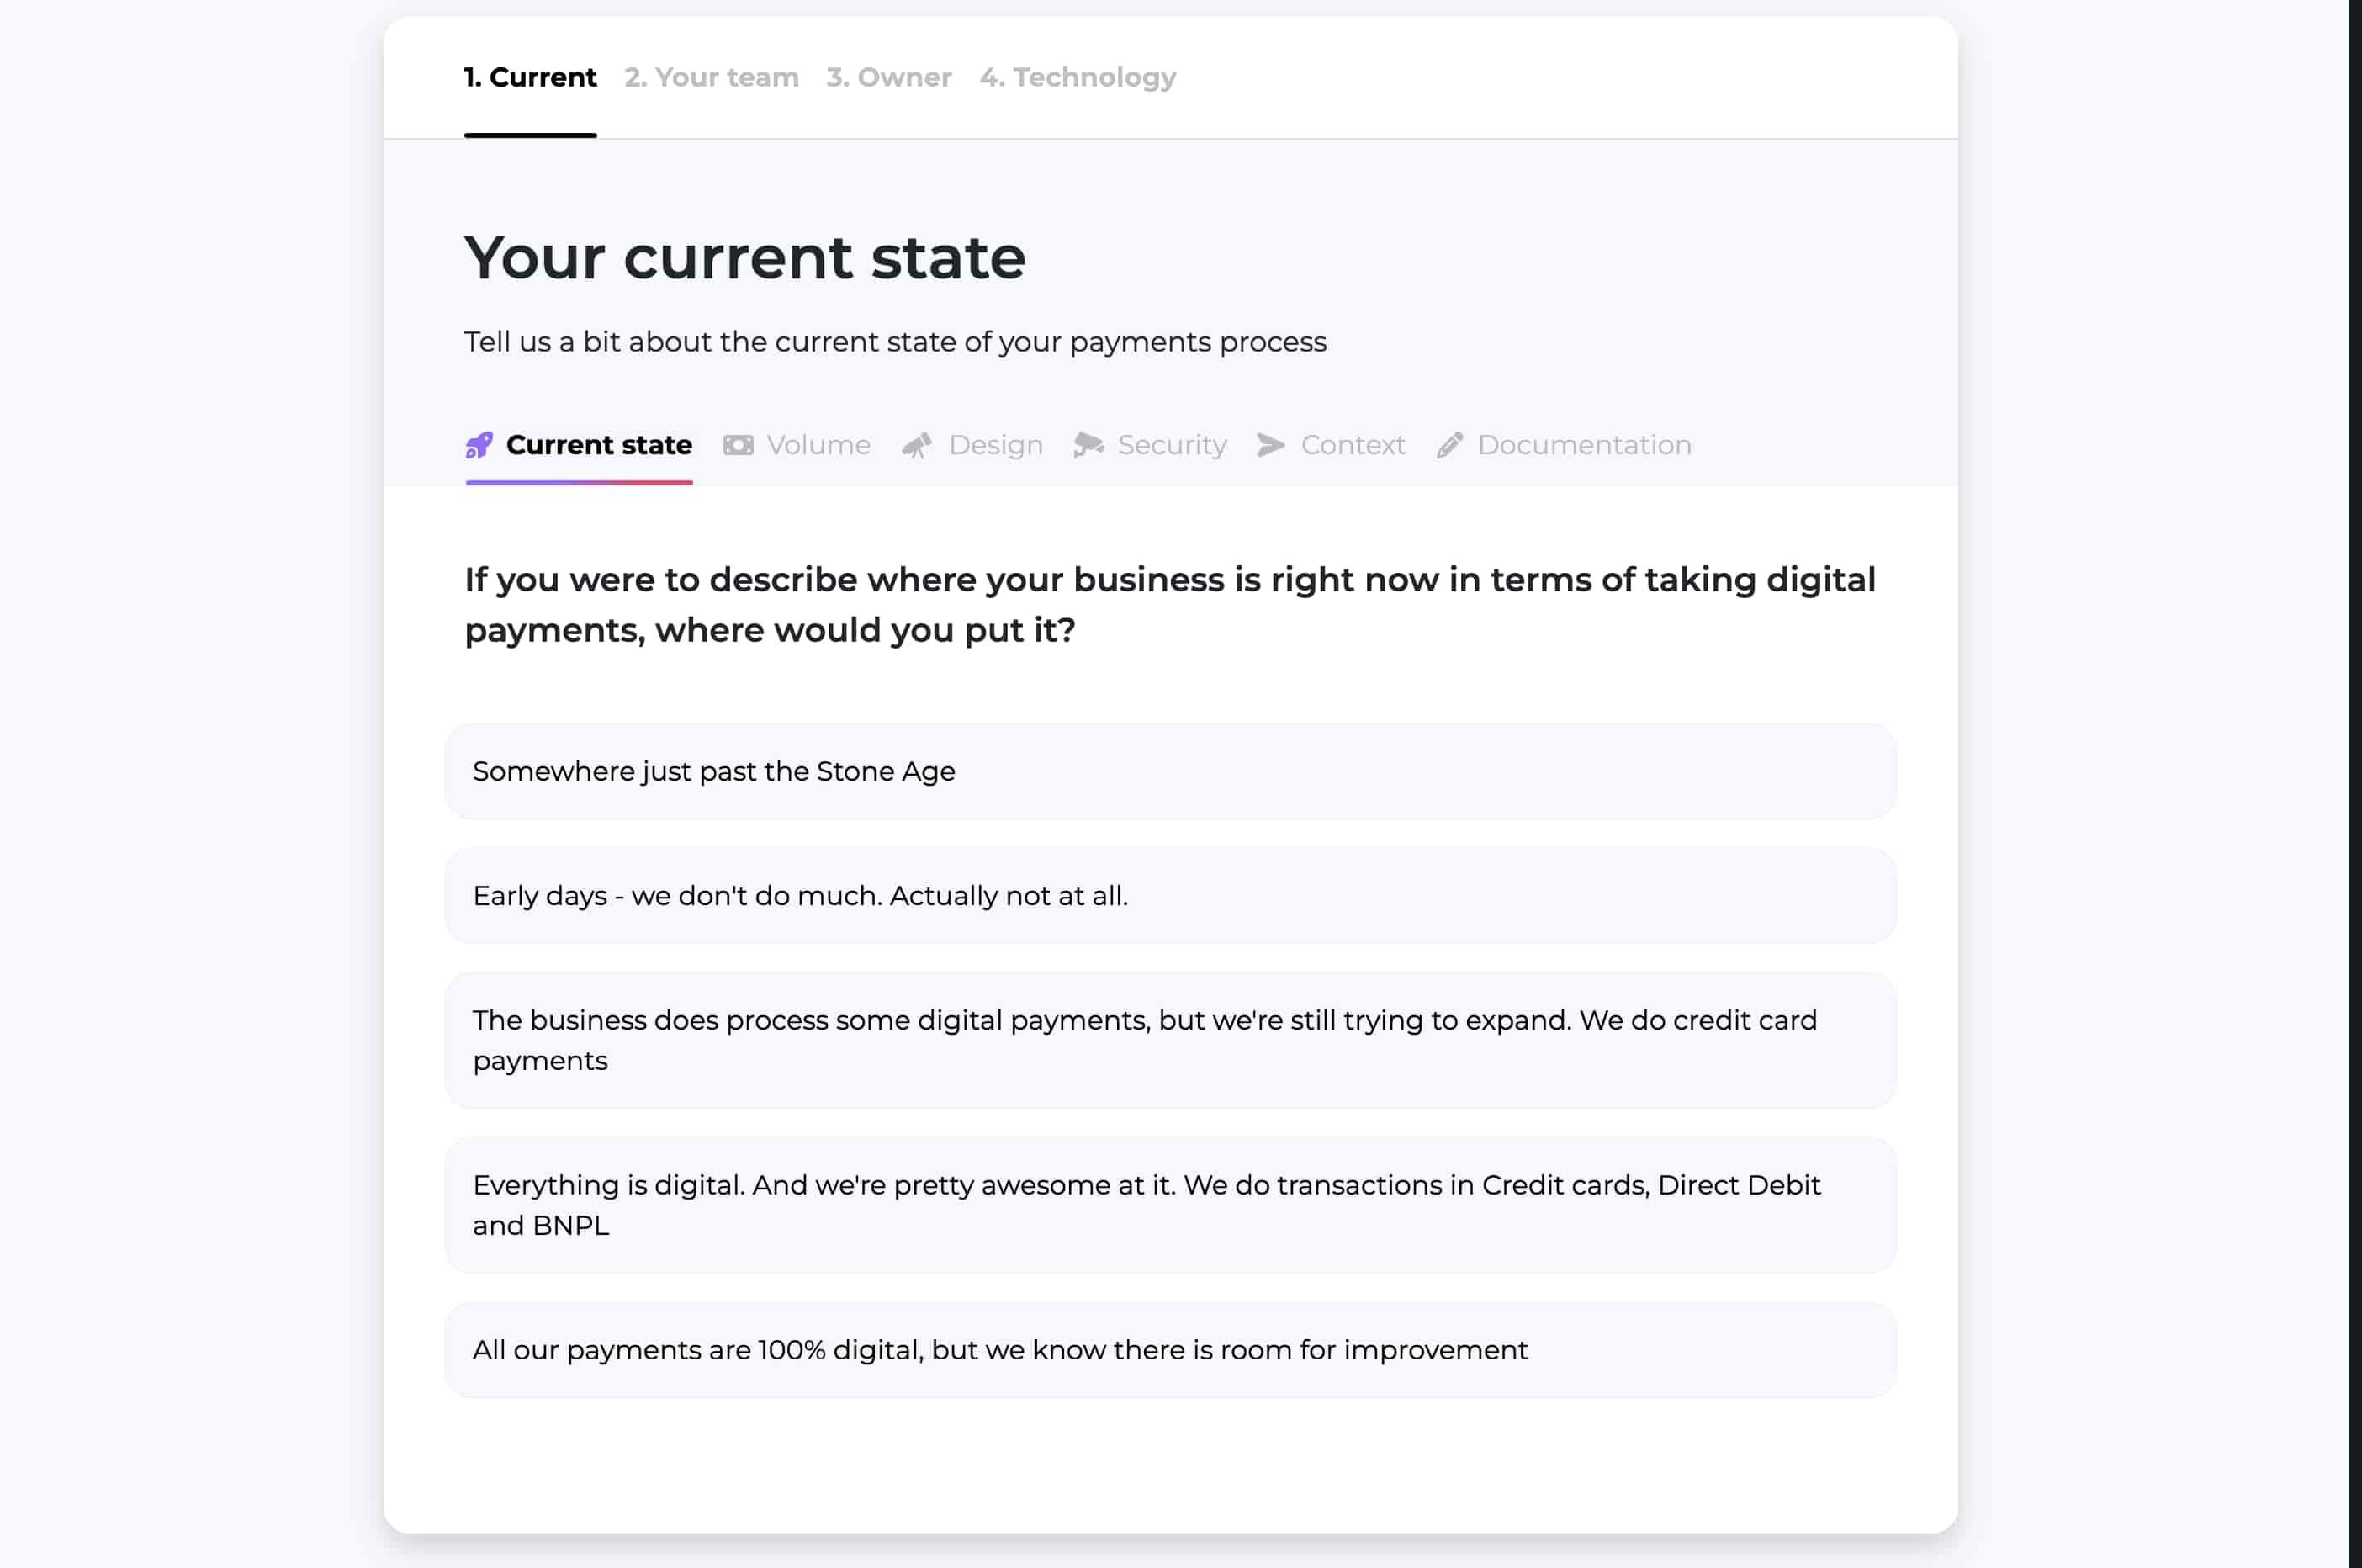 1. Current 2. Your team 3. Owner 4. Technology
Your current state
Tell us a bit about the current state of your payments process
Current state Volume Design Security Context Documentation
If you were to describe where your business is right now in terms of taking digital
payments, where would you put it?
Somewhere just past the Stone Age
Early days - we don't do much. Actually not at all.
The business does process some digital payments, but we're still trying to expand. We do credit card
payments
Everything is digital. And we're pretty awesome at it. We do transactions in Credit cards, Direct Debit
and BNPL
All our payments are 100% digital, but we know there is room for improvement